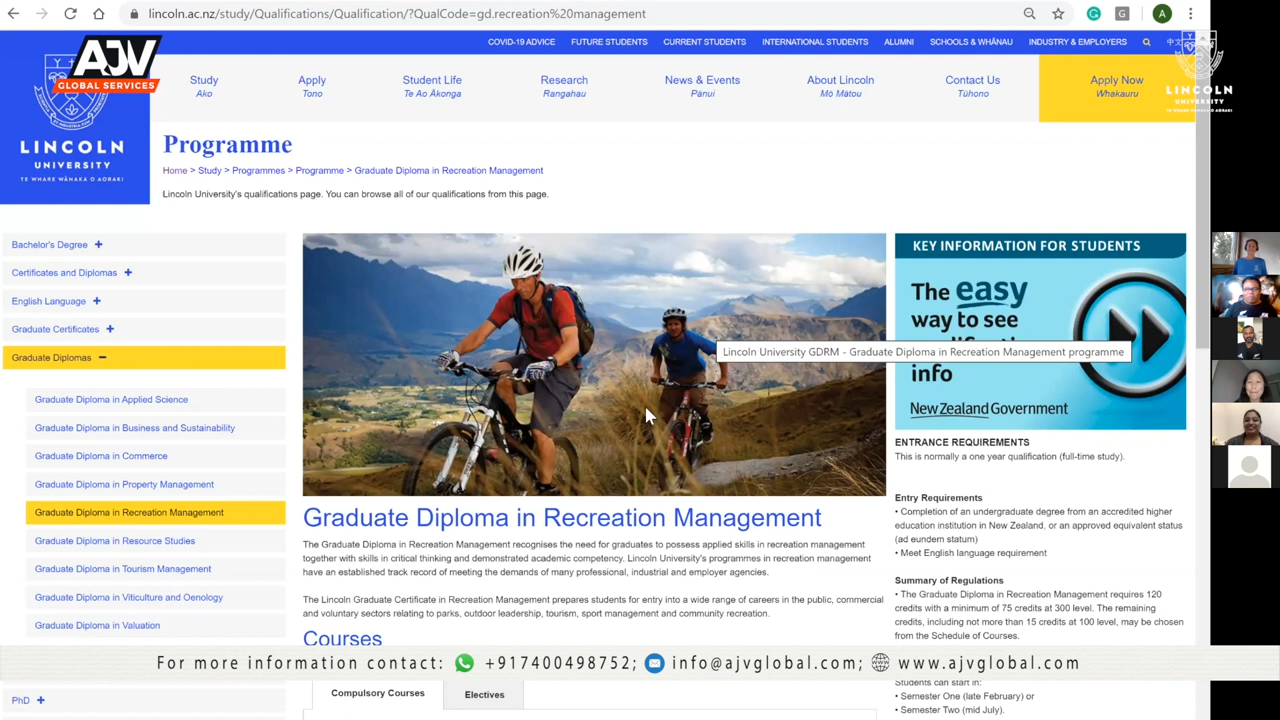 lincoln.ac.nz/study/Qualifications/Qualification/?QualCode=gd.recreation%20management
A
COVID-19 ADVICE FUTURE STUDENTS CURRENT STUDENTS INTERNATIONAL STUDENTS ALUMNI SCHOOLS & WHĀNAU INDUSTRY & EMPLOYERS 中文
AJV
GLOBAL SERVICES
Study Apply Student Life Research News & Events About Lincoln Contact Us Apply Now
Ako Tono Te Ao Ākonga Rangahau Pānui Mō Mātou Tūhono Whakauru
LINCOLN
UNIVERSITY
TE WHARE WĀNAKA O AORAKI
LINCOLN
UNIVERSITY
Programme
Home > Study > Programmes > Programme > Graduate Diploma in Recreation Management
Lincoln University's qualifications page. You can browse all of our qualifications from this page.
Bachelor's Degree +
Certificates and Diplomas +
English Language +
Graduate Certificates +
Graduate Diplomas −
Graduate Diploma in Applied Science
Graduate Diploma in Business and Sustainability
Graduate Diploma in Commerce
Graduate Diploma in Property Management
Graduate Diploma in Recreation Management
Graduate Diploma in Resource Studies
Graduate Diploma in Tourism Management
Graduate Diploma in Viticulture and Oenology
Graduate Diploma in Valuation
PhD +
Lincoln University GDRM - Graduate Diploma in Recreation Management programme
Graduate Diploma in Recreation Management
The Graduate Diploma in Recreation Management recognises the need for graduates to possess applied skills in recreation management
together with skills in critical thinking and demonstrated academic competency. Lincoln University's programmes in recreation management
have an established track record of meeting the demands of many professional, industrial and employer agencies.
The Lincoln Graduate Certificate in Recreation Management prepares students for entry into a wide range of careers in the public, commercial
and voluntary sectors relating to parks, outdoor leadership, tourism, sport management and community recreation.
Courses
Compulsory Courses Electives
KEY INFORMATION FOR STUDENTS
The easy
way to see
info
New Zealand Government
ENTRANCE REQUIREMENTS
This is normally a one year qualification (full-time study).
Entry Requirements
• Completion of an undergraduate degree from an accredited higher
education institution in New Zealand, or an approved equivalent status
(ad eundem statum)
• Meet English language requirement
Summary of Regulations
• The Graduate Diploma in Recreation Management requires 120
credits with a minimum of 75 credits at 300 level. The remaining
credits, including not more than 15 credits at 100 level, may be chosen
from the Schedule of Courses.
Students can start in:
• Semester One (late February) or
• Semester Two (mid July).
For more information contact: +917400498752; info@ajvglobal.com; www.ajvglobal.com